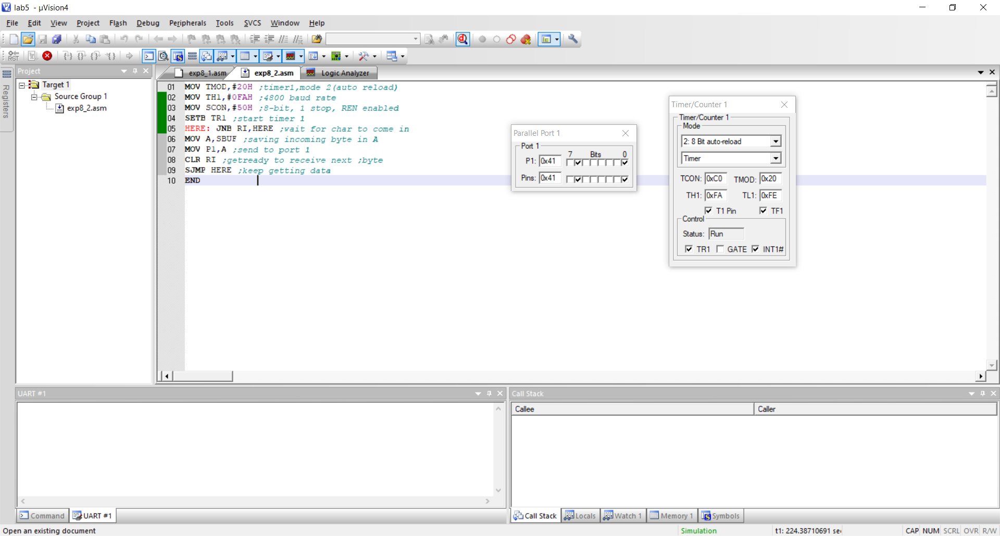 lab5 - µVision4
File Edit View Project Flash Debug Peripherals Tools SVCS Window Help
RST
Project
Registers
Target 1
Source Group 1
exp8_2.asm
exp8_1.asm exp8_2.asm Logic Analyzer
01 MOV TMOD,#20H ;timer1,mode 2(auto reload)
02 MOV TH1,#0FAH ;4800 baud rate
03 MOV SCON,#50H ;8-bit, 1 stop, REN enabled
04 SETB TR1 ;start timer 1
05 HERE: JNB RI,HERE ;wait for char to come in
06 MOV A,SBUF ;saving incoming byte in A
07 MOV P1,A ;send to port 1
08 CLR RI ;getready to receive next ;byte
09 SJMP HERE ;keep getting data
10 END
Parallel Port 1
Port 1
7 Bits 0
P1: 0x41
Pins: 0x41
Timer/Counter 1
Timer/Counter 1
Mode
2: 8 Bit auto-reload
Timer
TCON: 0xC0 TMOD: 0x20
TH1: 0xFA TL1: 0xFE
T1 Pin TF1
Control
Status: Run
TR1 GATE INT1#
UART #1
Call Stack
Callee Caller
Command UART #1
Call Stack Locals Watch 1 Memory 1 Symbols
Open an existing document Simulation t1: 224.38710691 se CAP NUM SCRL OVR R/W